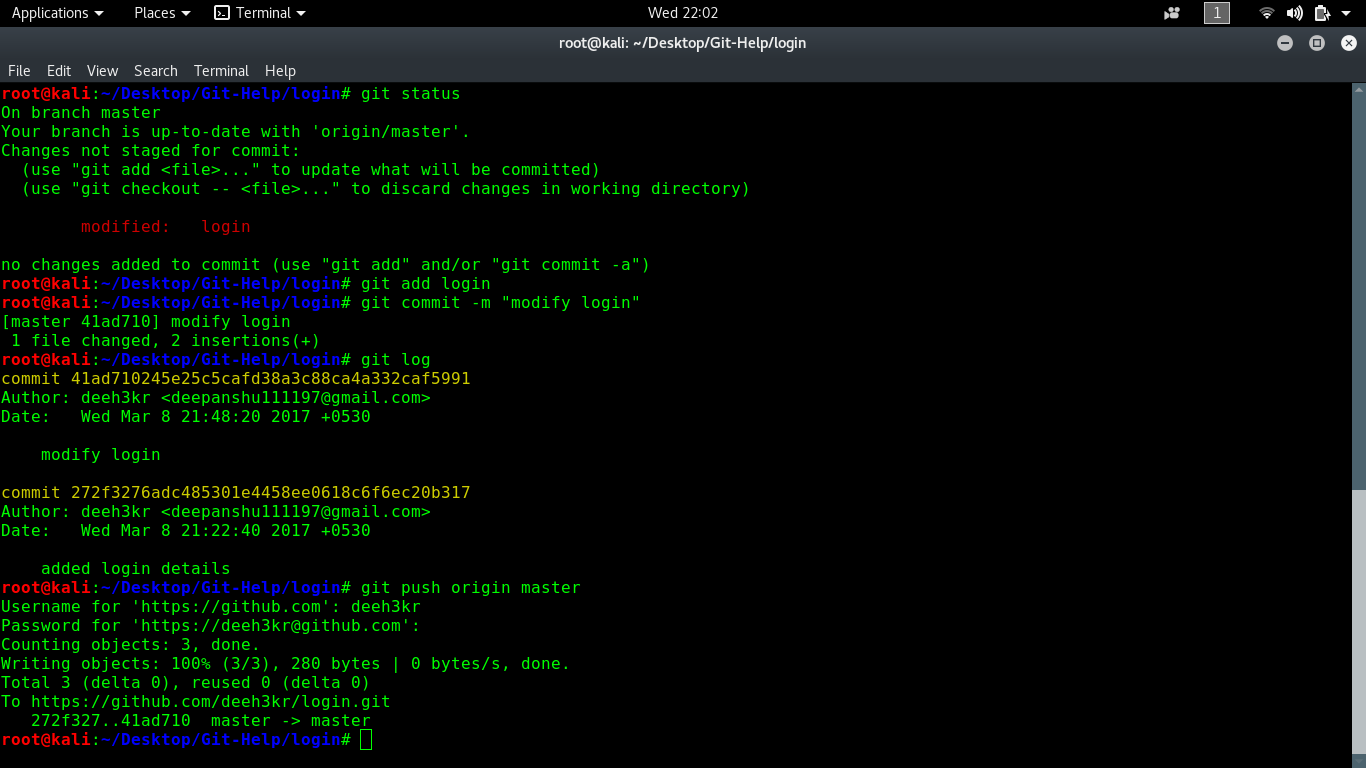 Applications Places Terminal Wed 22:02 1
root@kali: ~/Desktop/Git-Help/login
File Edit View Search Terminal Help
root@kali:~/Desktop/Git-Help/login# git status
On branch master
Your branch is up-to-date with 'origin/master'.
Changes not staged for commit:
  (use "git add <file>..." to update what will be committed)
  (use "git checkout -- <file>..." to discard changes in working directory)

        modified:   login

no changes added to commit (use "git add" and/or "git commit -a")
root@kali:~/Desktop/Git-Help/login# git add login
root@kali:~/Desktop/Git-Help/login# git commit -m "modify login"
[master 41ad710] modify login
 1 file changed, 2 insertions(+)
root@kali:~/Desktop/Git-Help/login# git log
commit 41ad710245e25c5cafd38a3c88ca4a332caf5991
Author: deeh3kr <deepanshu111197@gmail.com>
Date:   Wed Mar 8 21:48:20 2017 +0530

    modify login

commit 272f3276adc485301e4458ee0618c6f6ec20b317
Author: deeh3kr <deepanshu111197@gmail.com>
Date:   Wed Mar 8 21:22:40 2017 +0530

    added login details
root@kali:~/Desktop/Git-Help/login# git push origin master
Username for 'https://github.com': deeh3kr
Password for 'https://deeh3kr@github.com':
Counting objects: 3, done.
Writing objects: 100% (3/3), 280 bytes | 0 bytes/s, done.
Total 3 (delta 0), reused 0 (delta 0)
To https://github.com/deeh3kr/login.git
   272f327..41ad710  master -> master
root@kali:~/Desktop/Git-Help/login#